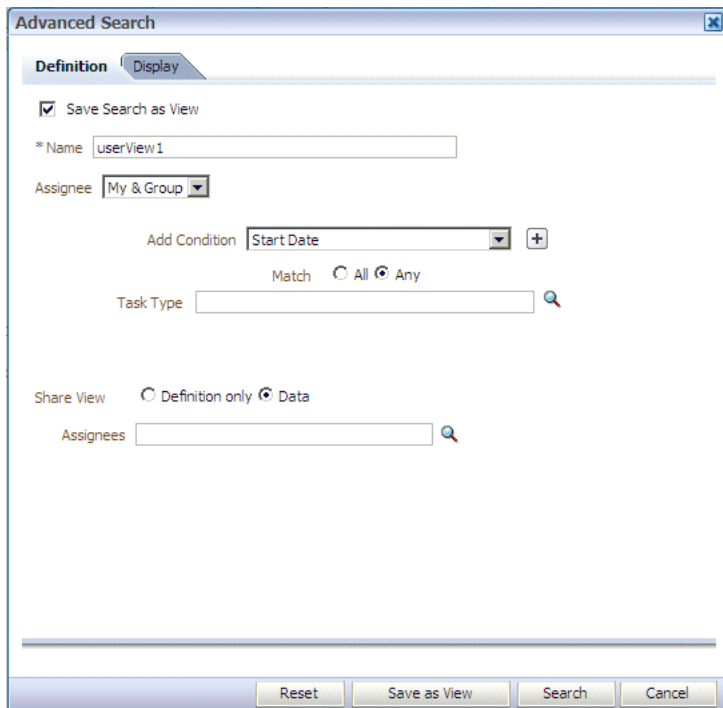 Advanced Search
Definition Display
Save Search as View
* Name userView1
Assignee My & Group
Add Condition Start Date
Match All Any
Task Type
Share View Definition only Data
Assignees
Reset Save as View Search Cancel